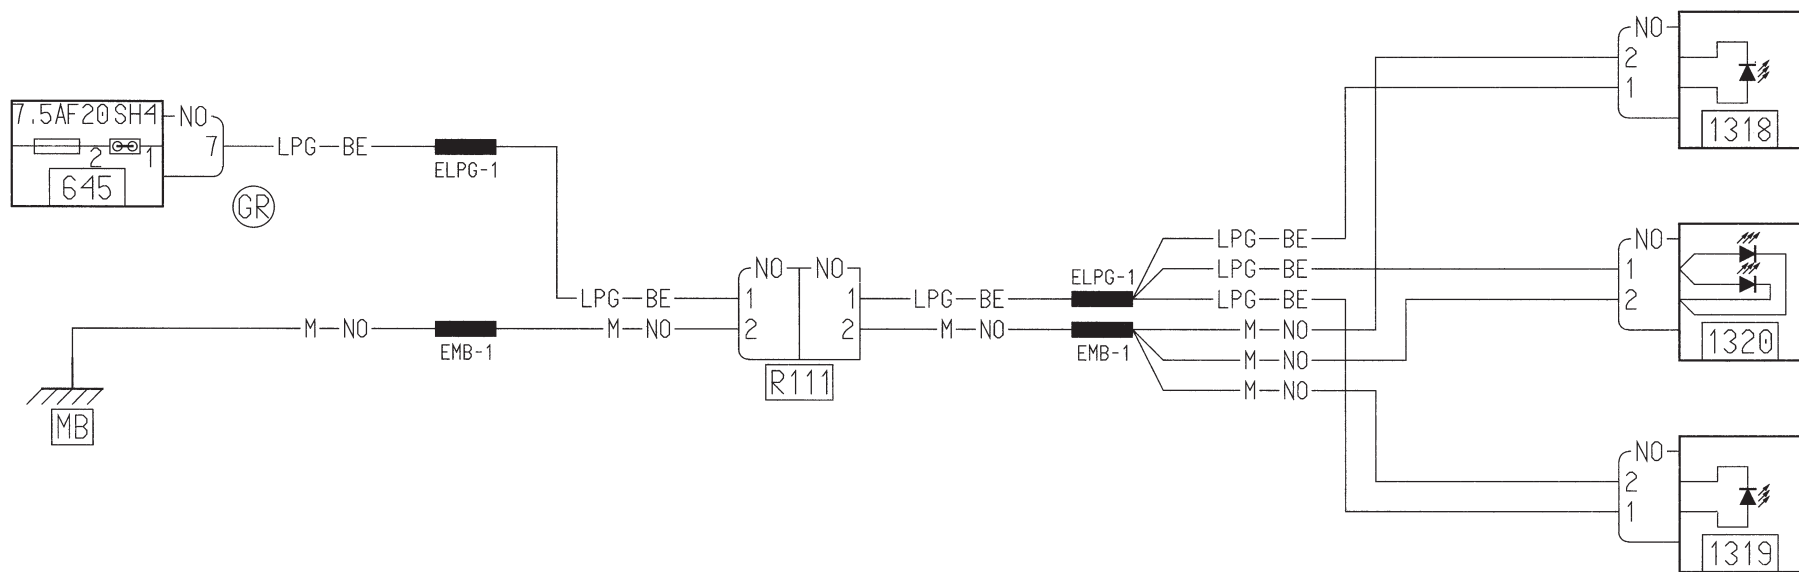 7.5AF20SH4
NO
7
2
1
645
GR
LPG BE
ELPG-1
LPG BE
M NO
EMB-1
M NO
MB
NO
NO
1
1
2
2
R111
LPG BE
M NO
ELPG-1
EMB-1
LPG BE
LPG BE
LPG BE
M NO
M NO
M NO
NO
2
1
1318
NO
1
2
1320
NO
2
1
1319